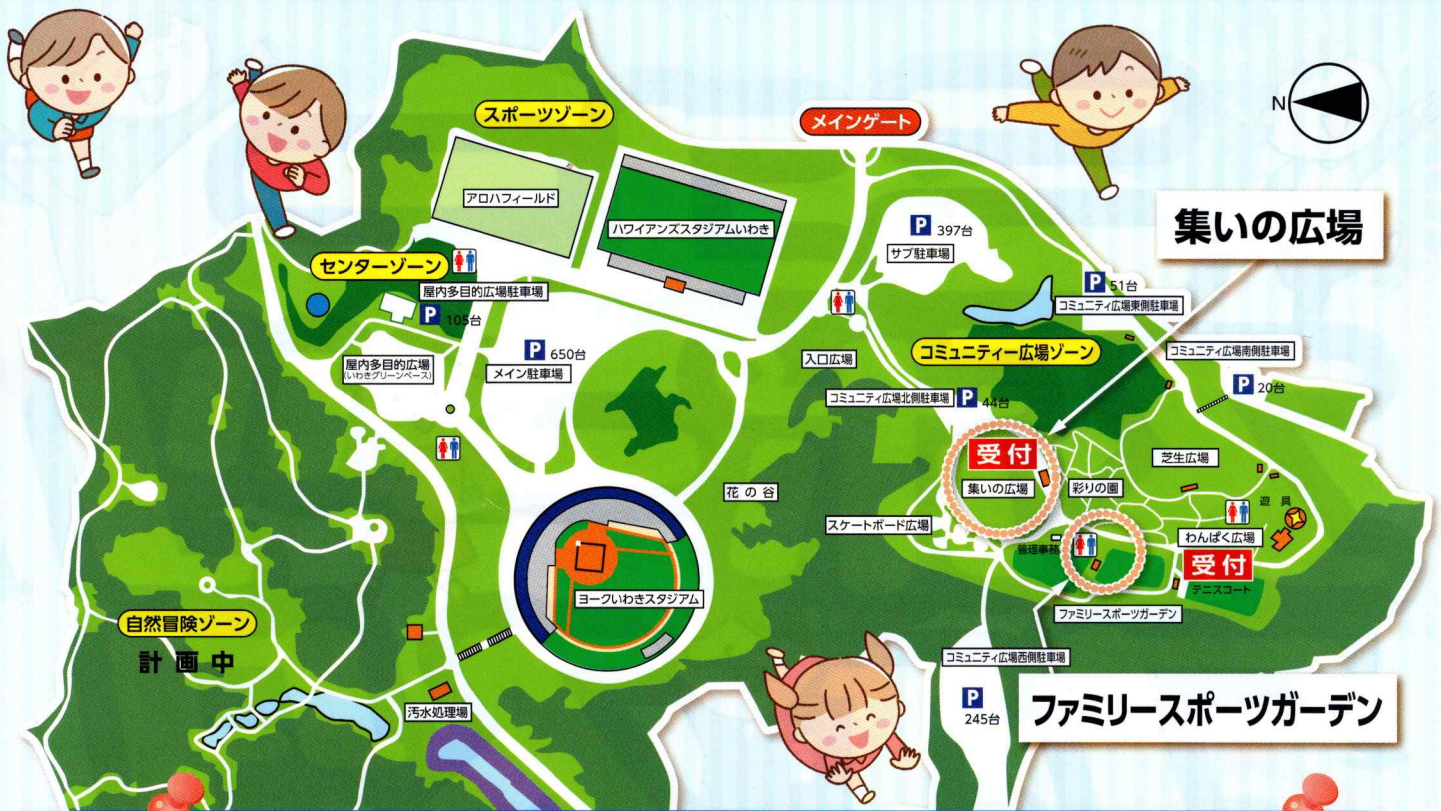 スポーツゾーン
メインゲート
N
アロハフィールド
ハワイアンズスタジアムいわき
集いの広場
P 397台
サブ駐車場
センターゾーン
屋内多目的広場駐車場
P 105台
P 51台
コミュニティ広場東側駐車場
屋内多目的広場
(いわきグリーンベース)
P 650台
メイン駐車場
入口広場
コミュニティー広場ゾーン
コミュニティ広場南側駐車場
P 20台
コミュニティ広場北側駐車場
P 44台
受付
集いの広場
彩りの園
芝生広場
花の谷
スケートボード広場
遊具
管理事務
わんぱく広場
受付
テニスコート
ヨークいわきスタジアム
ファミリースポーツガーデン
自然冒険ゾーン
計画中
コミュニティ広場西側駐車場
P 245台
汚水処理場
ファミリースポーツガーデン